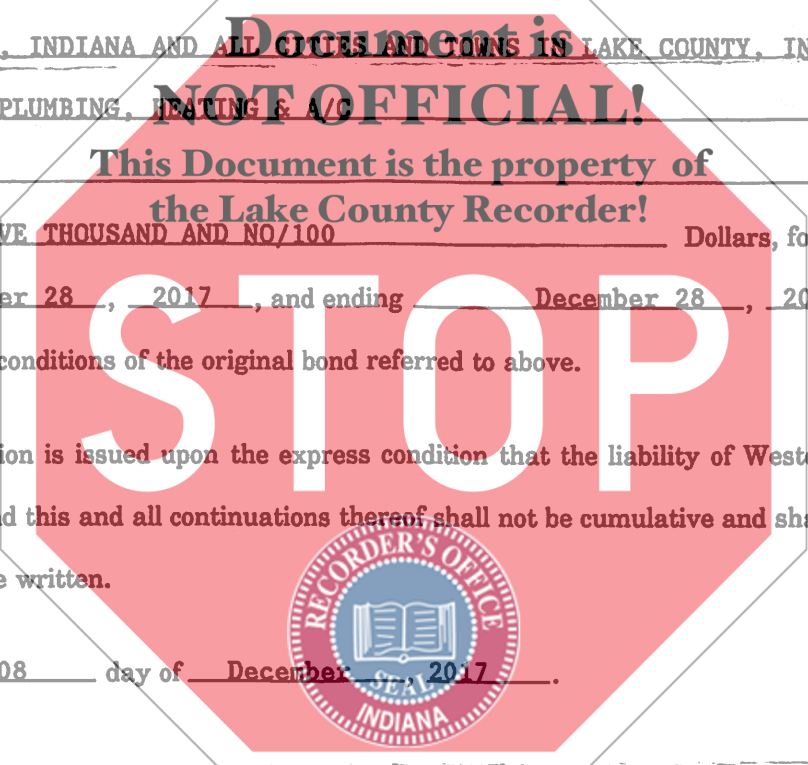 Document is
, INDIANA AND ALL CITIES AND TOWNS IN LAKE COUNTY, IN
NOT OFFICIAL!
PLUMBING, HEATING & A/C
This Document is the property of
the Lake County Recorder!
VE THOUSAND AND NO/100 Dollars, fo
er 28, 2017, and ending December 28, 20
STOP
conditions of the original bond referred to above.
ion is issued upon the express condition that the liability of Weste
d this and all continuations thereof shall not be cumulative and sha
e written.
RECORDER'S OFFICE
08 day of December, 2017.
SEAL
INDIANA